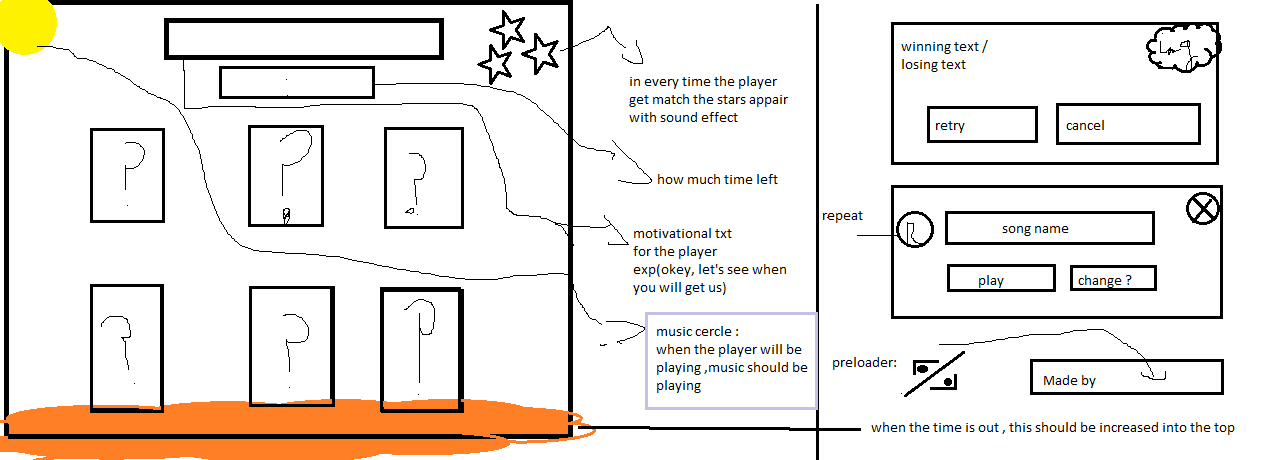 in every time the player
get match the stars appair
with sound effect
how much time left
motivational txt
for the player
exp(okey, let's see when
you will get us)
music cercle :
when the player will be
playing ,music should be
playing
?
?
?
?
?
?
winning text /
losing text
retry
cancel
repeat
song name
play
change ?
preloader:
Made by
when the time is out , this should be increased into the top